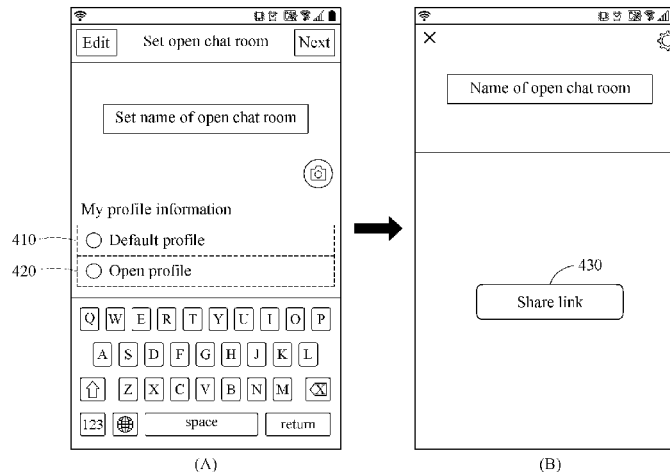 Edit Set open chat room Next
Set name of open chat room
My profile information
410 Default profile
420 Open profile
Q W E R T Y U I O P
A S D F G H J K L
Z X C V B N M
123 space return
(A)
Name of open chat room
430
Share link
(B)